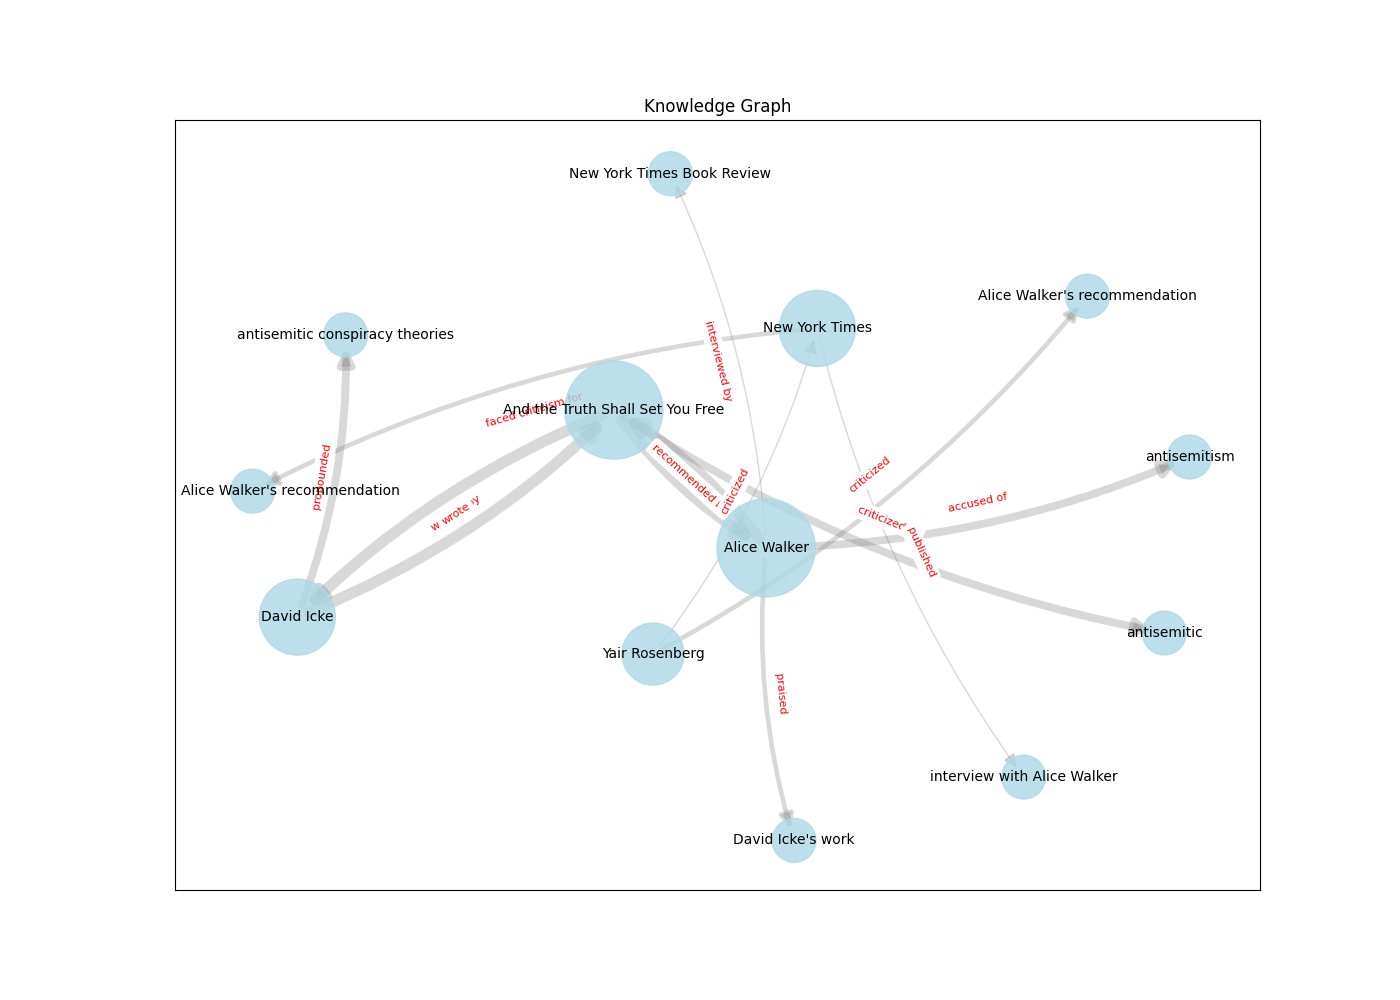 Knowledge Graph
New York Times Book Review
Alice Walker's recommendation
New York Times
antisemitic conspiracy theories
interviewed by
And the Truth Shall Set You Free
faced criticism for
antisemitism
criticized
recommended
pronounded
Alice Walker's recommendation
criticized
accused of
wrote
criticized
published
Alice Walker
David Icke
antisemitic
Yair Rosenberg
praised
interview with Alice Walker
David Icke's work